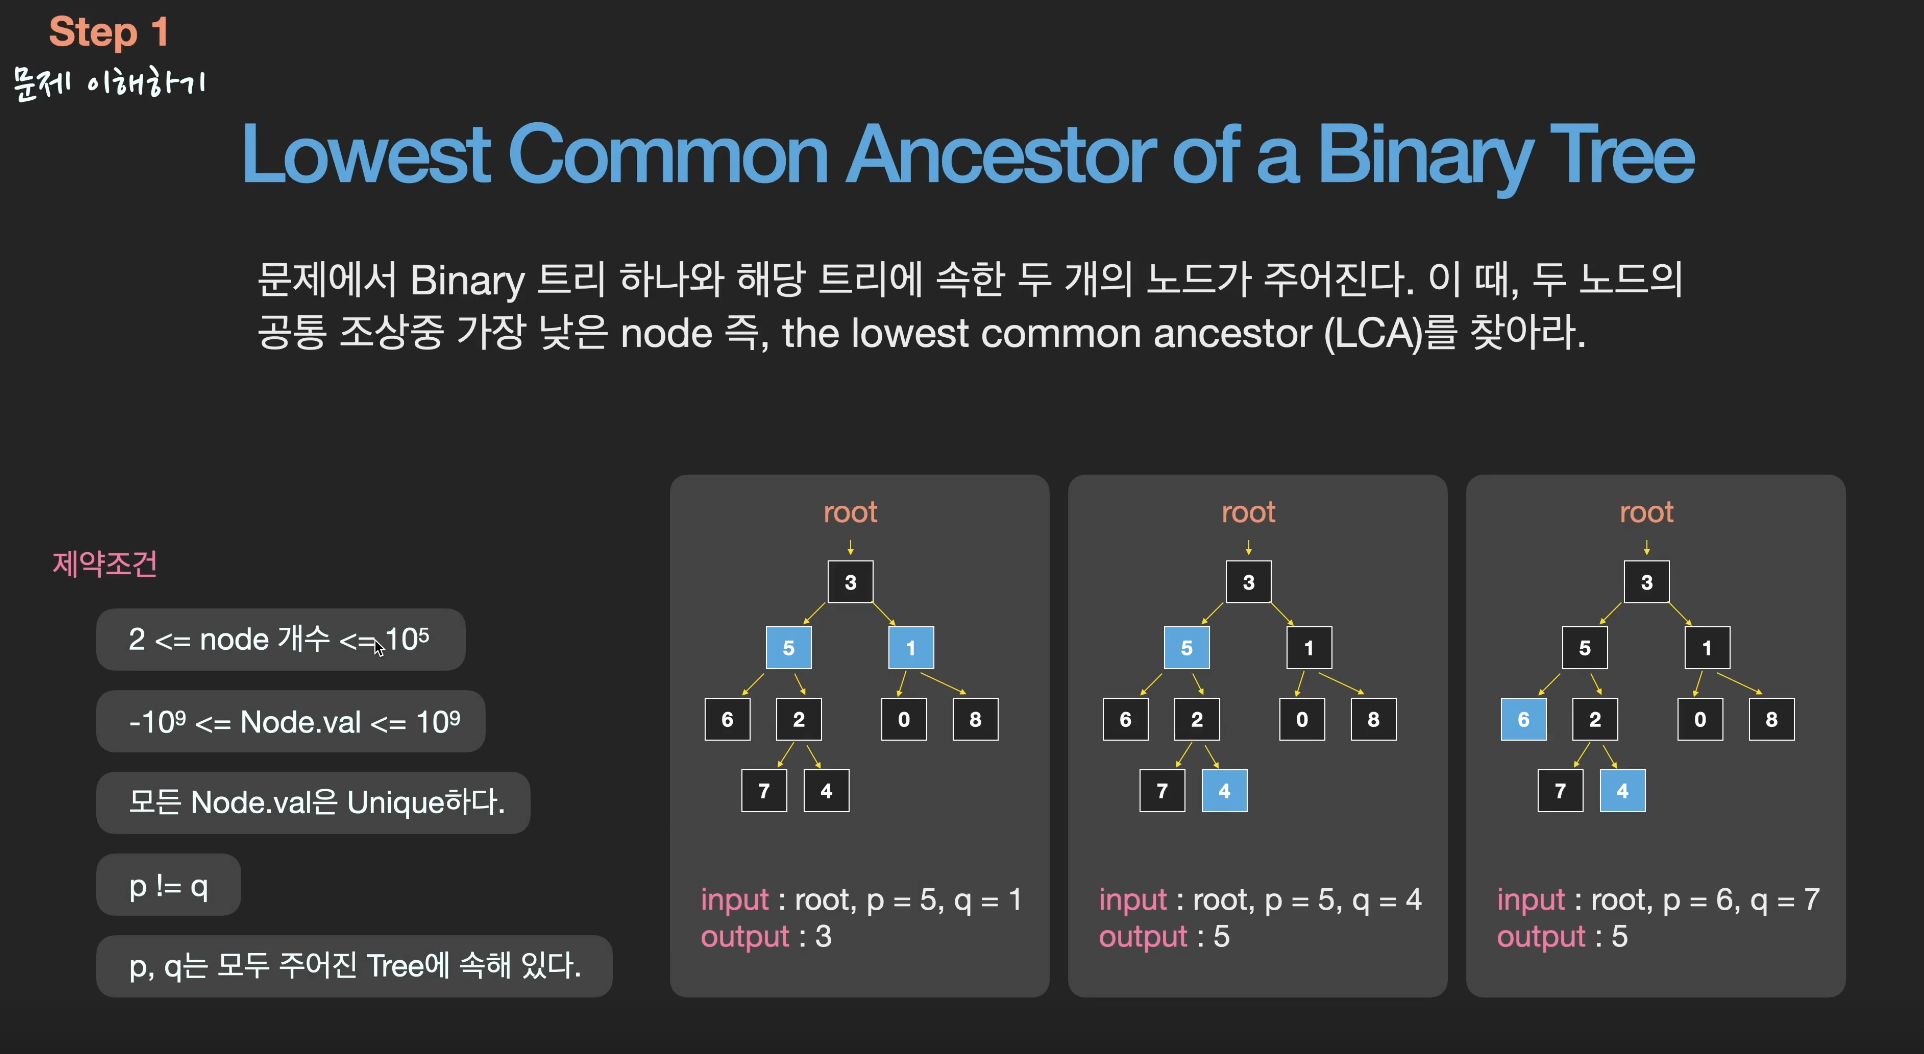 Step 1
문제 이해하기
Lowest Common Ancestor of a Binary Tree
문제에서 Binary 트리 하나와 해당 트리에 속한 두 개의 노드가 주어진다. 이 때, 두 노드의
공통 조상중 가장 낮은 node 즉, the lowest common ancestor (LCA)를 찾아라.
제약조건
2 <= node 개수 <= 10⁵
-10⁹ <= Node.val <= 10⁹
모든 Node.val은 Unique하다.
p != q
p, q는 모두 주어진 Tree에 속해 있다.
root
3
5 1
6 2 0 8
7 4
input : root, p = 5, q = 1
output : 3
root
3
5 1
6 2 0 8
7 4
input : root, p = 5, q = 4
output : 5
root
3
5 1
6 2 0 8
7 4
input : root, p = 6, q = 7
output : 5